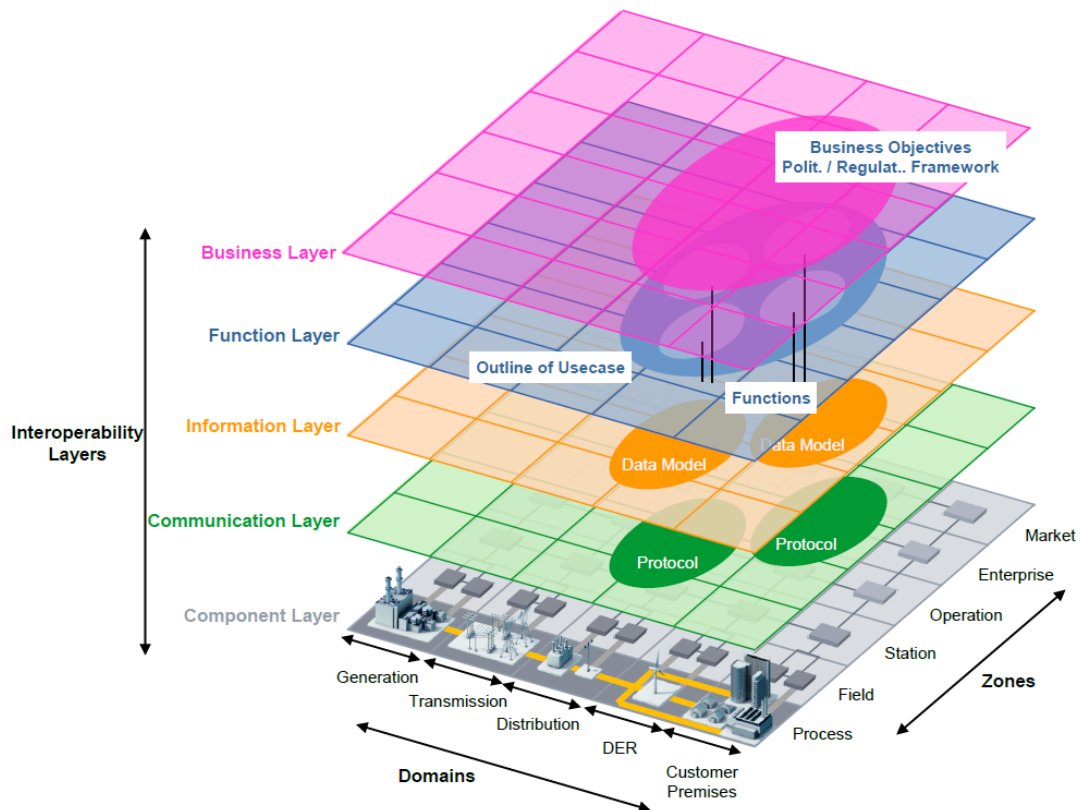 Business Objectives
Polit. / Regulat.. Framework
Business Layer
Function Layer
Outline of Usecase
Functions
Information Layer
Interoperability
Layers
Data Model
Data Model
Communication Layer
Protocol
Protocol
Component Layer
Market
Enterprise
Operation
Station
Field
Process
Zones
Generation
Transmission
Distribution
DER
Customer
Premises
Domains